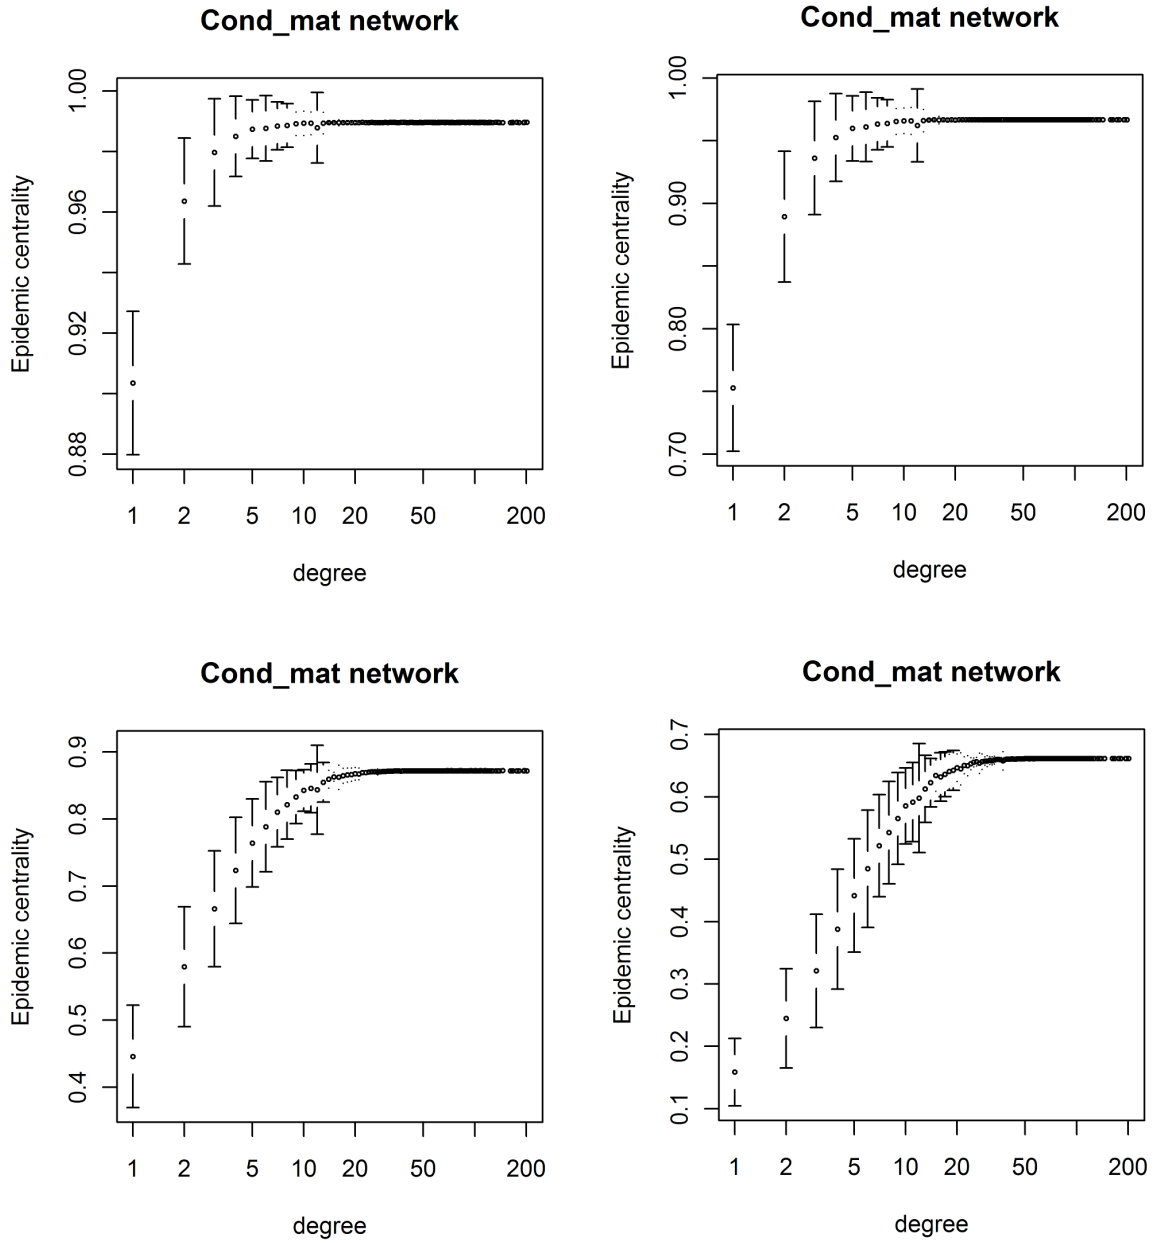 Cond_mat network
Epidemic centrality
1.00
0.96
0.92
0.88
1 2 5 10 20 50 200
degree
Cond_mat network
Epidemic centrality
1.00
0.90
0.80
0.70
1 2 5 10 20 50 200
degree
Cond_mat network
Epidemic centrality
0.9
0.8
0.7
0.6
0.5
0.4
1 2 5 10 20 50 200
degree
Cond_mat network
Epidemic centrality
0.7
0.6
0.5
0.4
0.3
0.2
0.1
1 2 5 10 20 50 200
degree